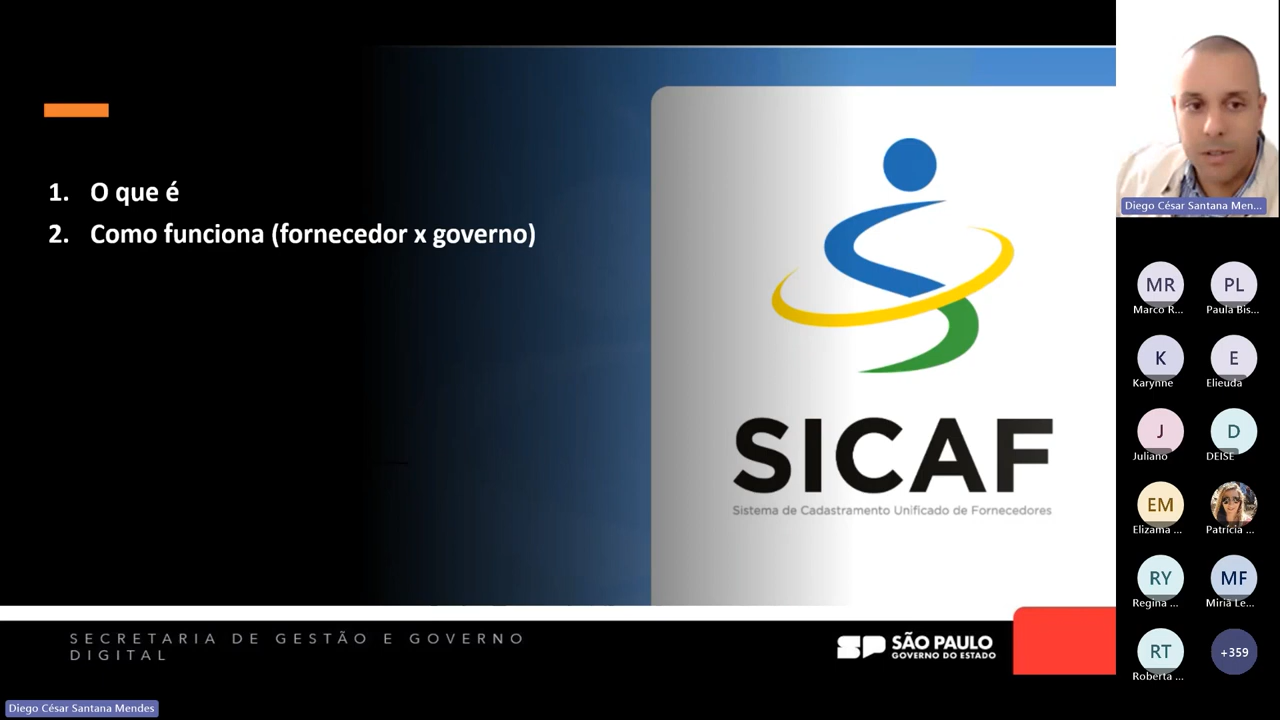 1. O que é
2. Como funciona (fornecedor x governo)
SICAF
Sistema de Cadastramento Unificado de Fornecedores
SECRETARIA DE GESTÃO E GOVERNO
DIGITAL
SP SÃO PAULO
GOVERNO DO ESTADO
Diego César Santana Mendes
Diego César Santana Men...
MR
Marco R...
PL
Paula Bis...
K
Karynne
E
Elieuda
J
Juliano
D
DEISE
EM
Elizama ...
Patrícia ...
RY
Regina ...
MF
Miriã Le...
RT
Roberta ...
+359